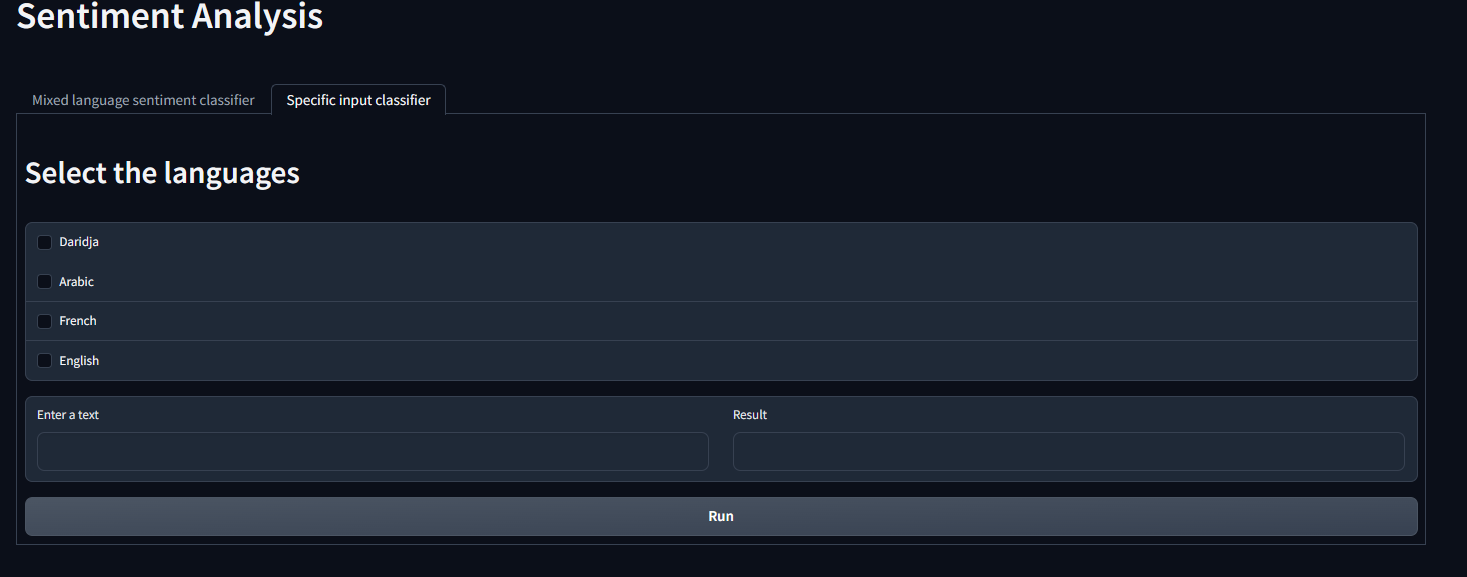 Sentiment Analysis
Mixed language sentiment classifier Specific input classifier
Select the languages
Daridja
Arabic
French
English
Enter a text Result
Run